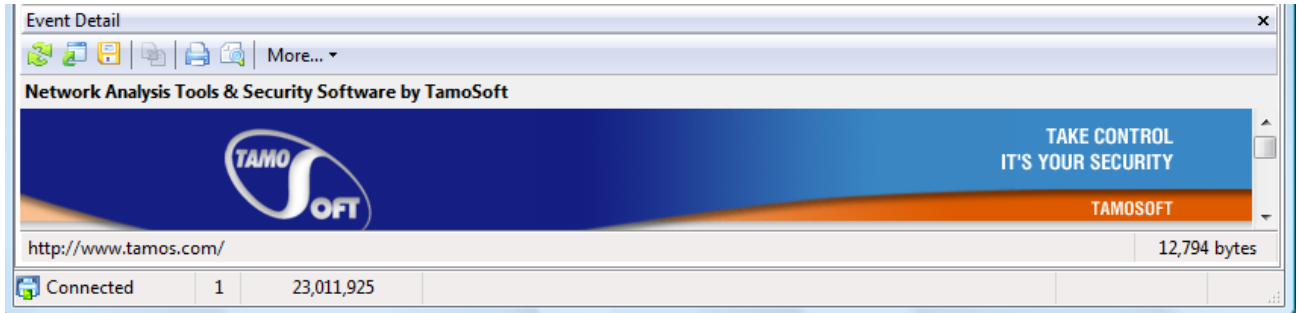 Event Detail
More...
Network Analysis Tools & Security Software by TamoSoft
TAMO
SOFT
TAKE CONTROL
IT'S YOUR SECURITY
TAMOSOFT
http://www.tamos.com/
12,794 bytes
Connected 1 23,011,925